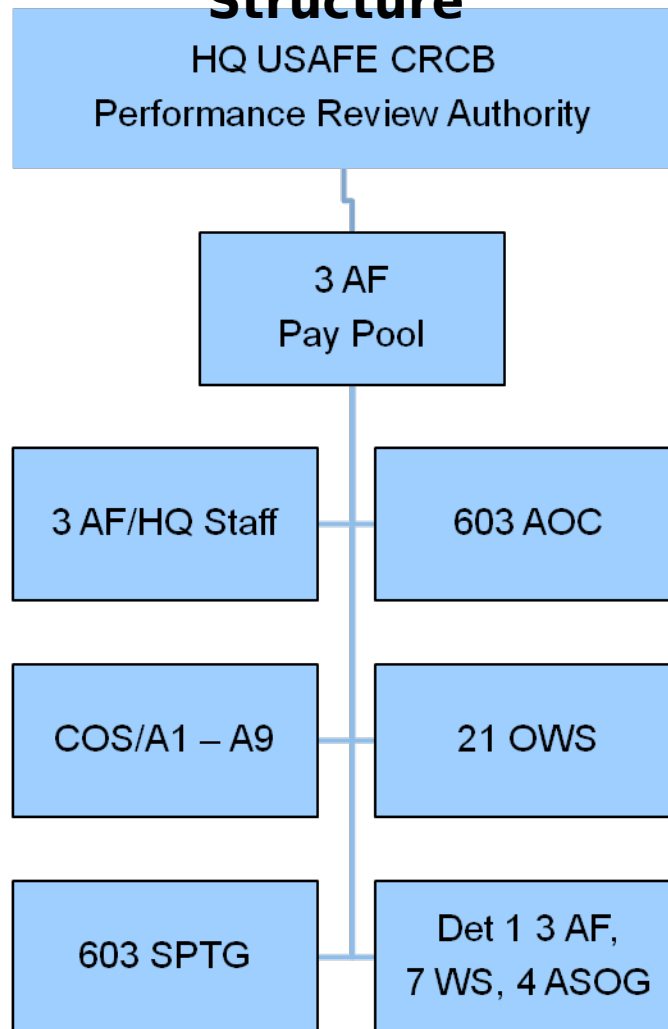 Structure
HQ USAFE CRCB
Performance Review Authority
3 AF
Pay Pool
3 AF/HQ Staff
603 AOC
COS/A1 – A9
21 OWS
603 SPTG
Det 1 3 AF,
7 WS, 4 ASOG